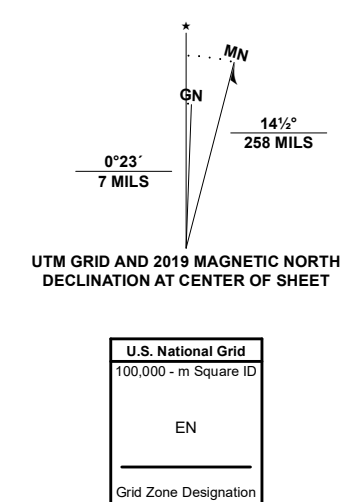 ★
MN
GN
14½°
258 MILS
0°23´
7 MILS
UTM GRID AND 2019 MAGNETIC NORTH
DECLINATION AT CENTER OF SHEET
U.S. National Grid
100,000 - m Square ID
EN
Grid Zone Designation